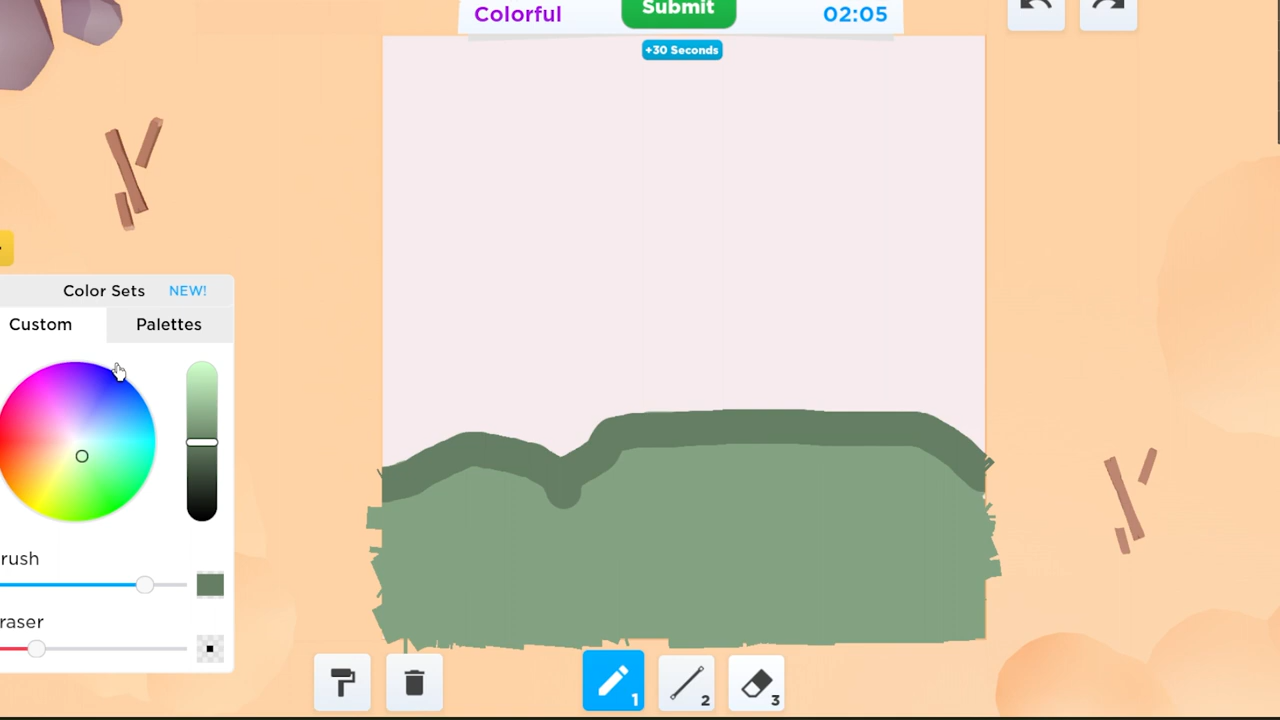 Colorful
Submit
02:05
+30 Seconds
Color Sets NEW!
Custom Palettes
rush
raser
1
2
3